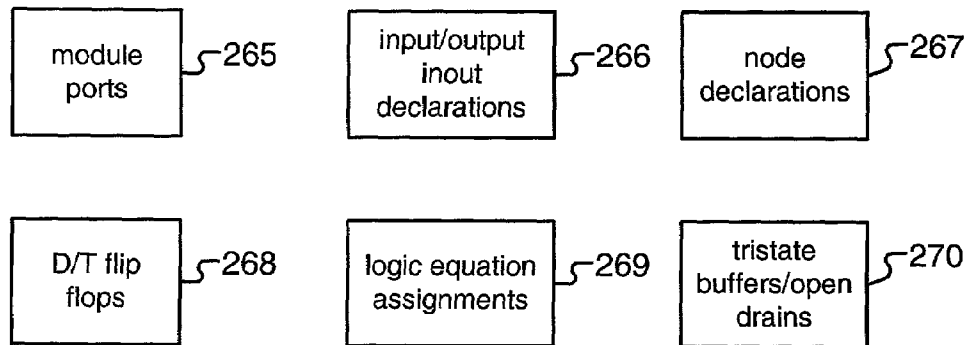 module
ports
265
input/output
inout
declarations
266
node
declarations
267
D/T flip
flops
268
logic equation
assignments
269
tristate
buffers/open
drains
270